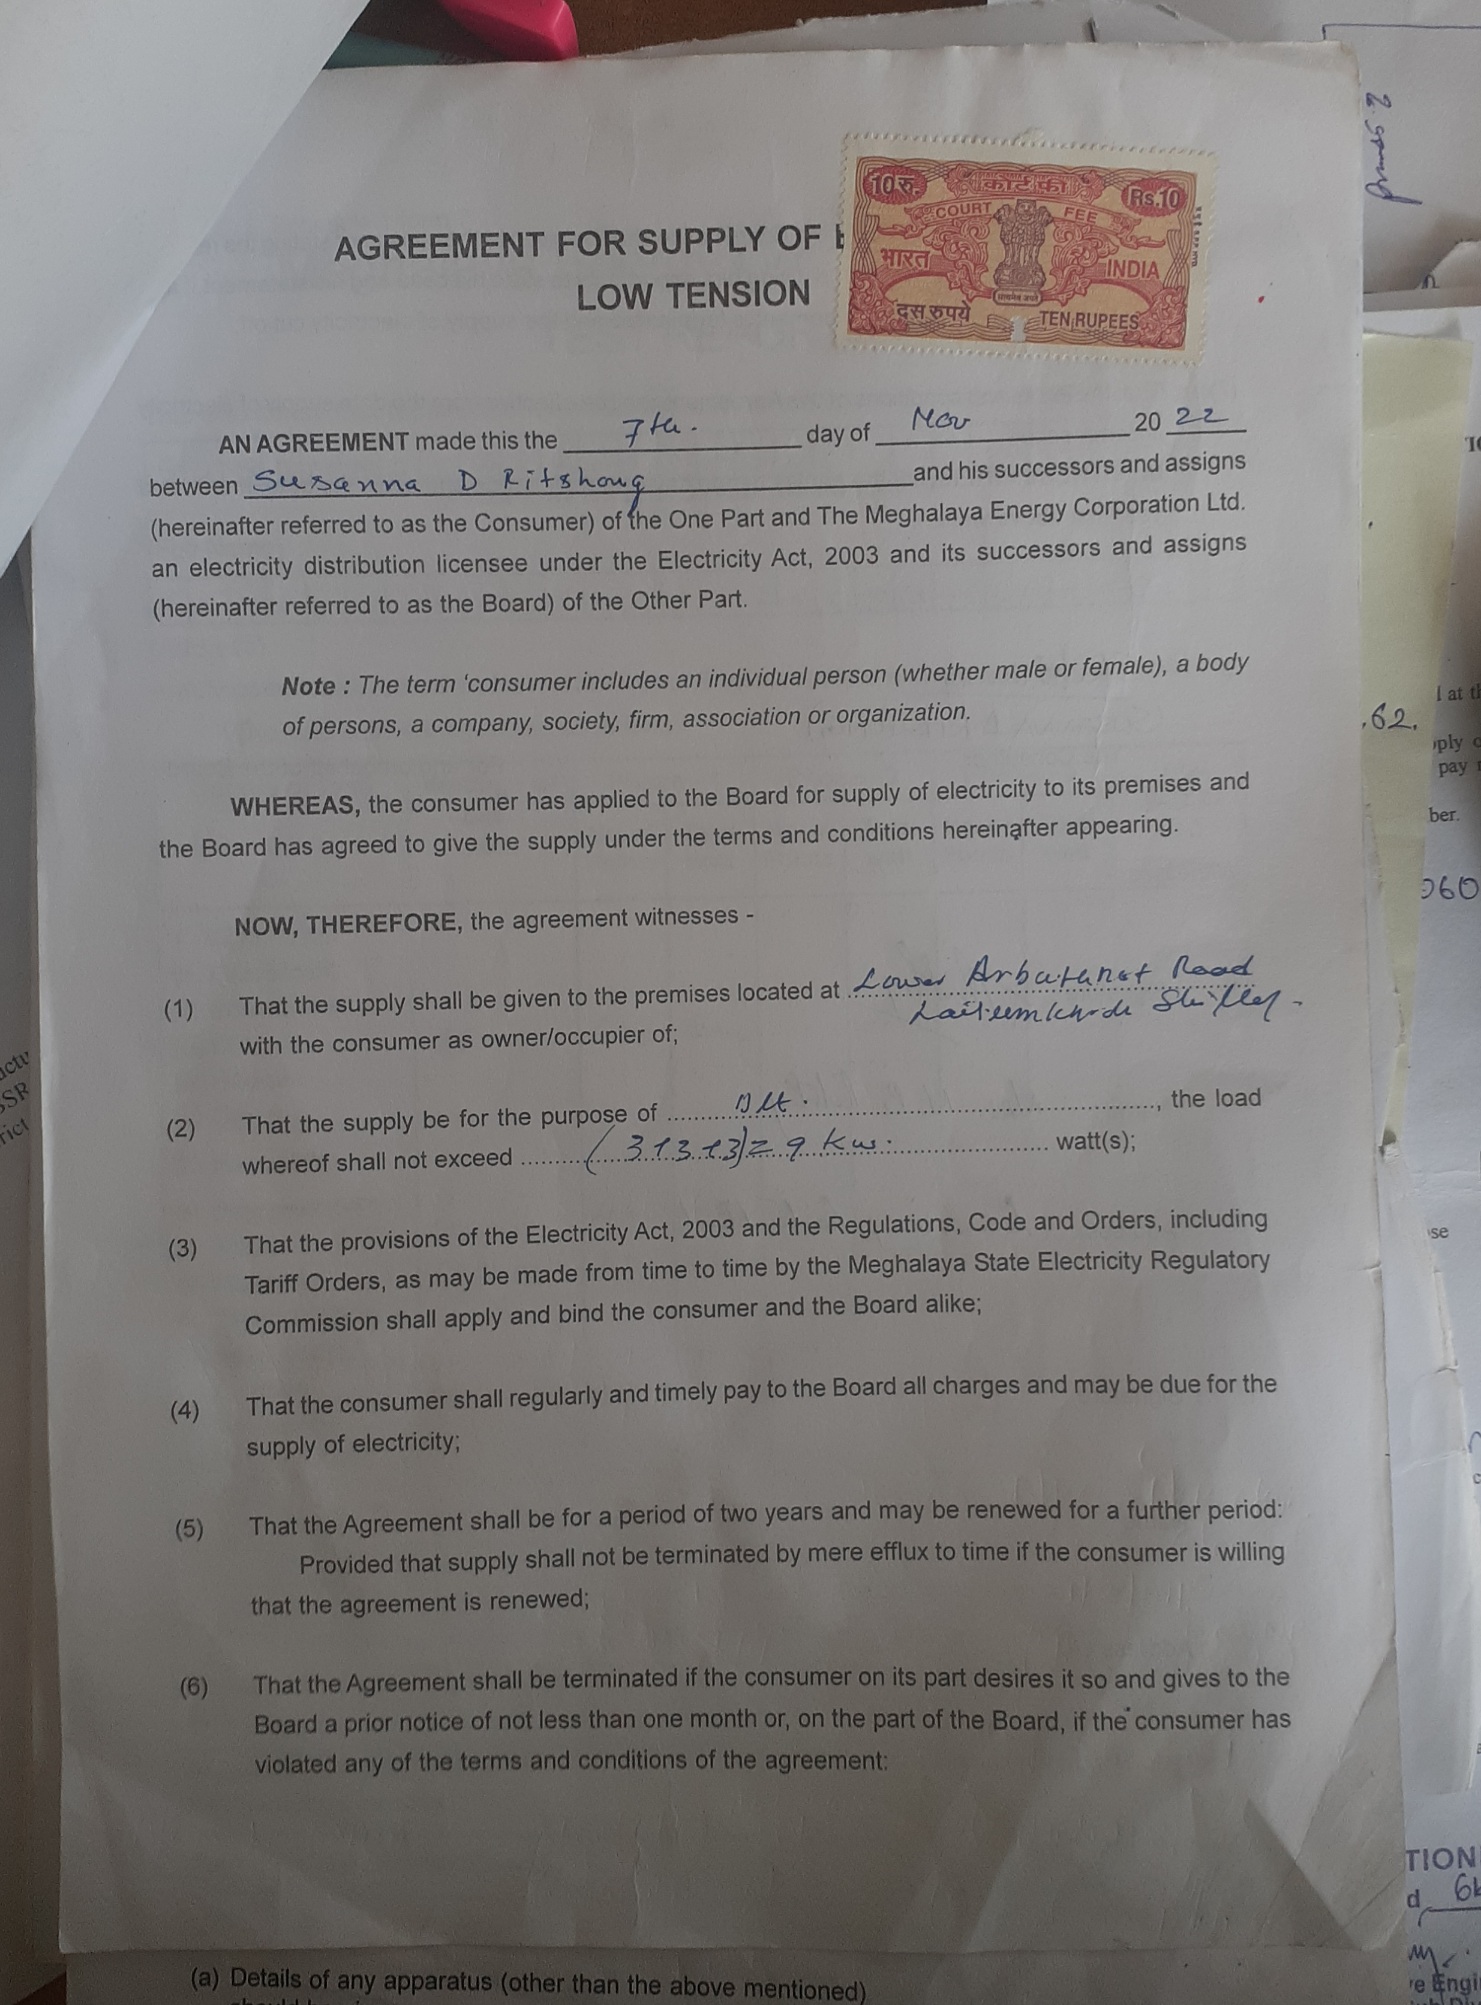 AGREEMENT FOR SUPPLY OF
LOW TENSION
10रु. कोर्ट फी Rs.10
COURT FEE
भारत INDIA
दस रुपये TEN RUPEES
AN AGREEMENT made this the 7th. day of Nov 2022
between Susanna D Ritshong and his successors and assigns
(hereinafter referred to as the Consumer) of the One Part and The Meghalaya Energy Corporation Ltd.
an electricity distribution licensee under the Electricity Act, 2003 and its successors and assigns
(hereinafter referred to as the Board) of the Other Part.
Note : The term 'consumer includes an individual person (whether male or female), a body
of persons, a company, society, firm, association or organization.
WHEREAS, the consumer has applied to the Board for supply of electricity to its premises and
the Board has agreed to give the supply under the terms and conditions hereinafter appearing.
NOW, THEREFORE, the agreement witnesses -
(1) That the supply shall be given to the premises located at Lower Arbuthnot Road
Laitumkhrah Shillong
with the consumer as owner/occupier of;
(2) That the supply be for the purpose of ..., the load
whereof shall not exceed (3+3+3)= 9 kw. watt(s);
(3) That the provisions of the Electricity Act, 2003 and the Regulations, Code and Orders, including
Tariff Orders, as may be made from time to time by the Meghalaya State Electricity Regulatory
Commission shall apply and bind the consumer and the Board alike;
(4) That the consumer shall regularly and timely pay to the Board all charges and may be due for the
supply of electricity;
(5) That the Agreement shall be for a period of two years and may be renewed for a further period:
Provided that supply shall not be terminated by mere efflux to time if the consumer is willing
that the agreement is renewed;
(6) That the Agreement shall be terminated if the consumer on its part desires it so and gives to the
Board a prior notice of not less than one month or, on the part of the Board, if the consumer has
violated any of the terms and conditions of the agreement:
(a) Details of any apparatus (other than the above mentioned)
62.
pay
ber.
060
TION